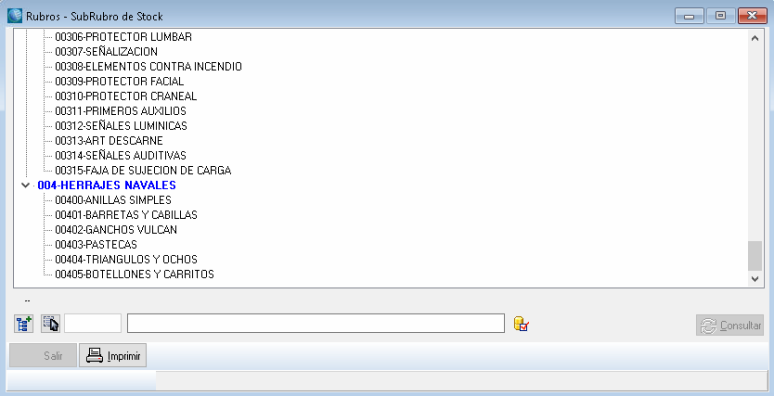 Rubros - SubRubro de Stock
00306-PROTECTOR LUMBAR
00307-SEÑALIZACION
00308-ELEMENTOS CONTRA INCENDIO
00309-PROTECTOR FACIAL
00310-PROTECTOR CRANEAL
00311-PRIMEROS AUXILIOS
00312-SEÑALES LUMINICAS
00313-ART DESCARNE
00314-SEÑALES AUDITIVAS
00315-FAJA DE SUJECION DE CARGA
004-HERRAJES NAVALES
00400-ANILLAS SIMPLES
00401-BARRETAS Y CABILLAS
00402-GANCHOS VULCAN
00403-PASTECAS
00404-TRIANGULOS Y OCHOS
00405-BOTELLONES Y CARRITOS
..
Consultar
Salir Imprimir